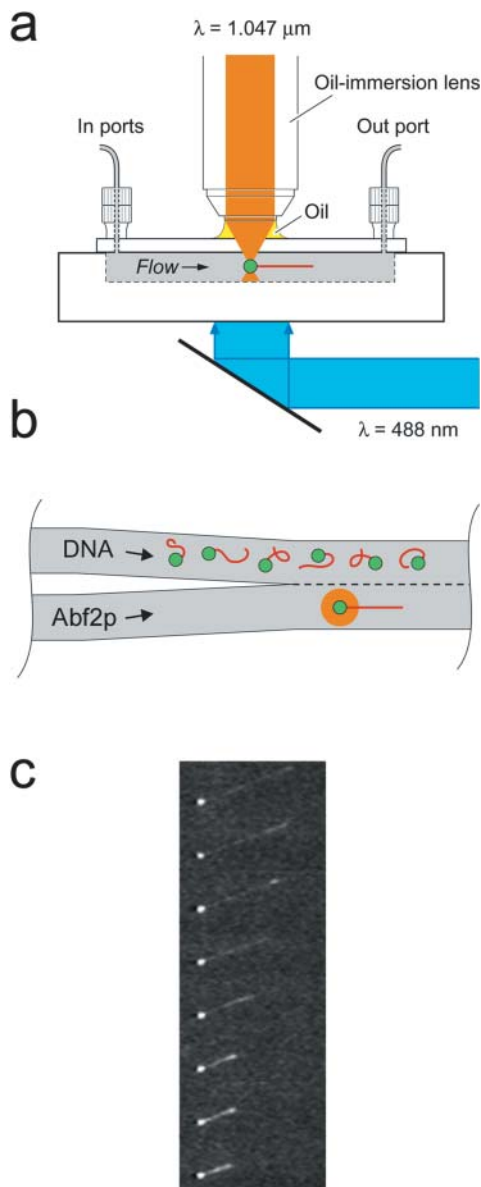 a
λ = 1.047 μm
Oil-immersion lens
In ports
Out port
Oil
Flow →
λ = 488 nm
b
DNA
Abf2p
c